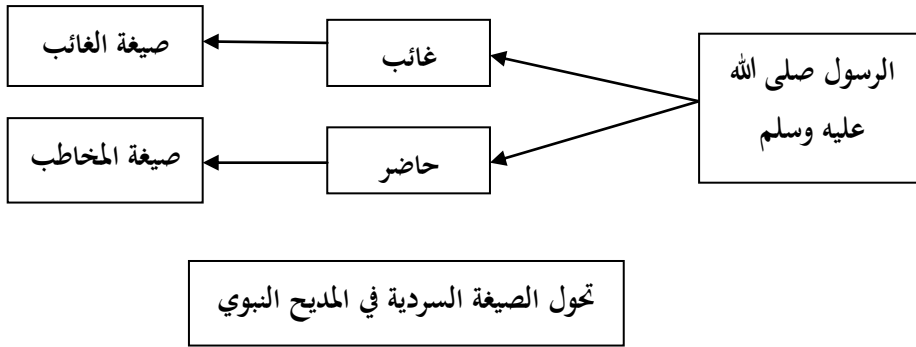 الرسول صلى الله
عليه وسلم
غائب
صيغة الغائب
حاضر
صيغة المخاطب
تحول الصيغة السردية في المديح النبوي